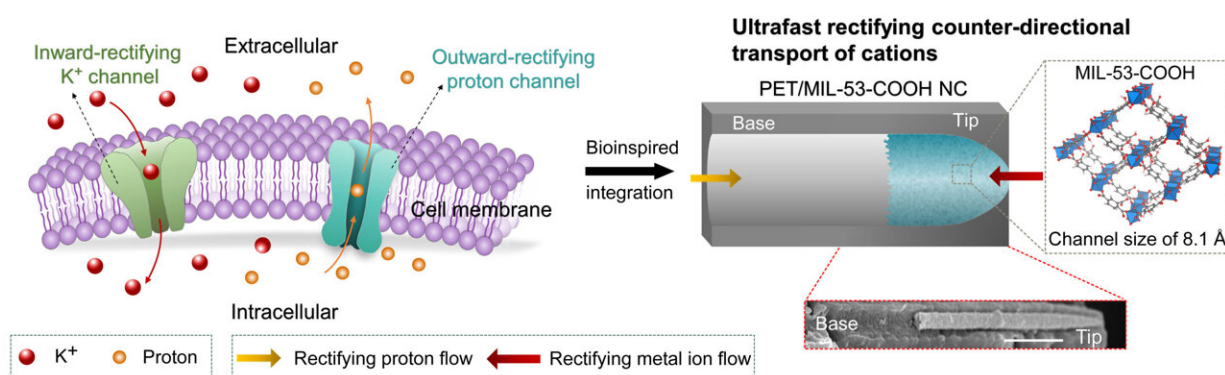 Inward-rectifying
K⁺ channel
Extracellular
Outward-rectifying
proton channel
Cell membrane
Intracellular
K⁺
Proton
Rectifying proton flow
Rectifying metal ion flow
Bioinspired
integration
Ultrafast rectifying counter-directional
transport of cations
PET/MIL-53-COOH NC
Base
Tip
MIL-53-COOH
Channel size of 8.1 Å
Base
Tip